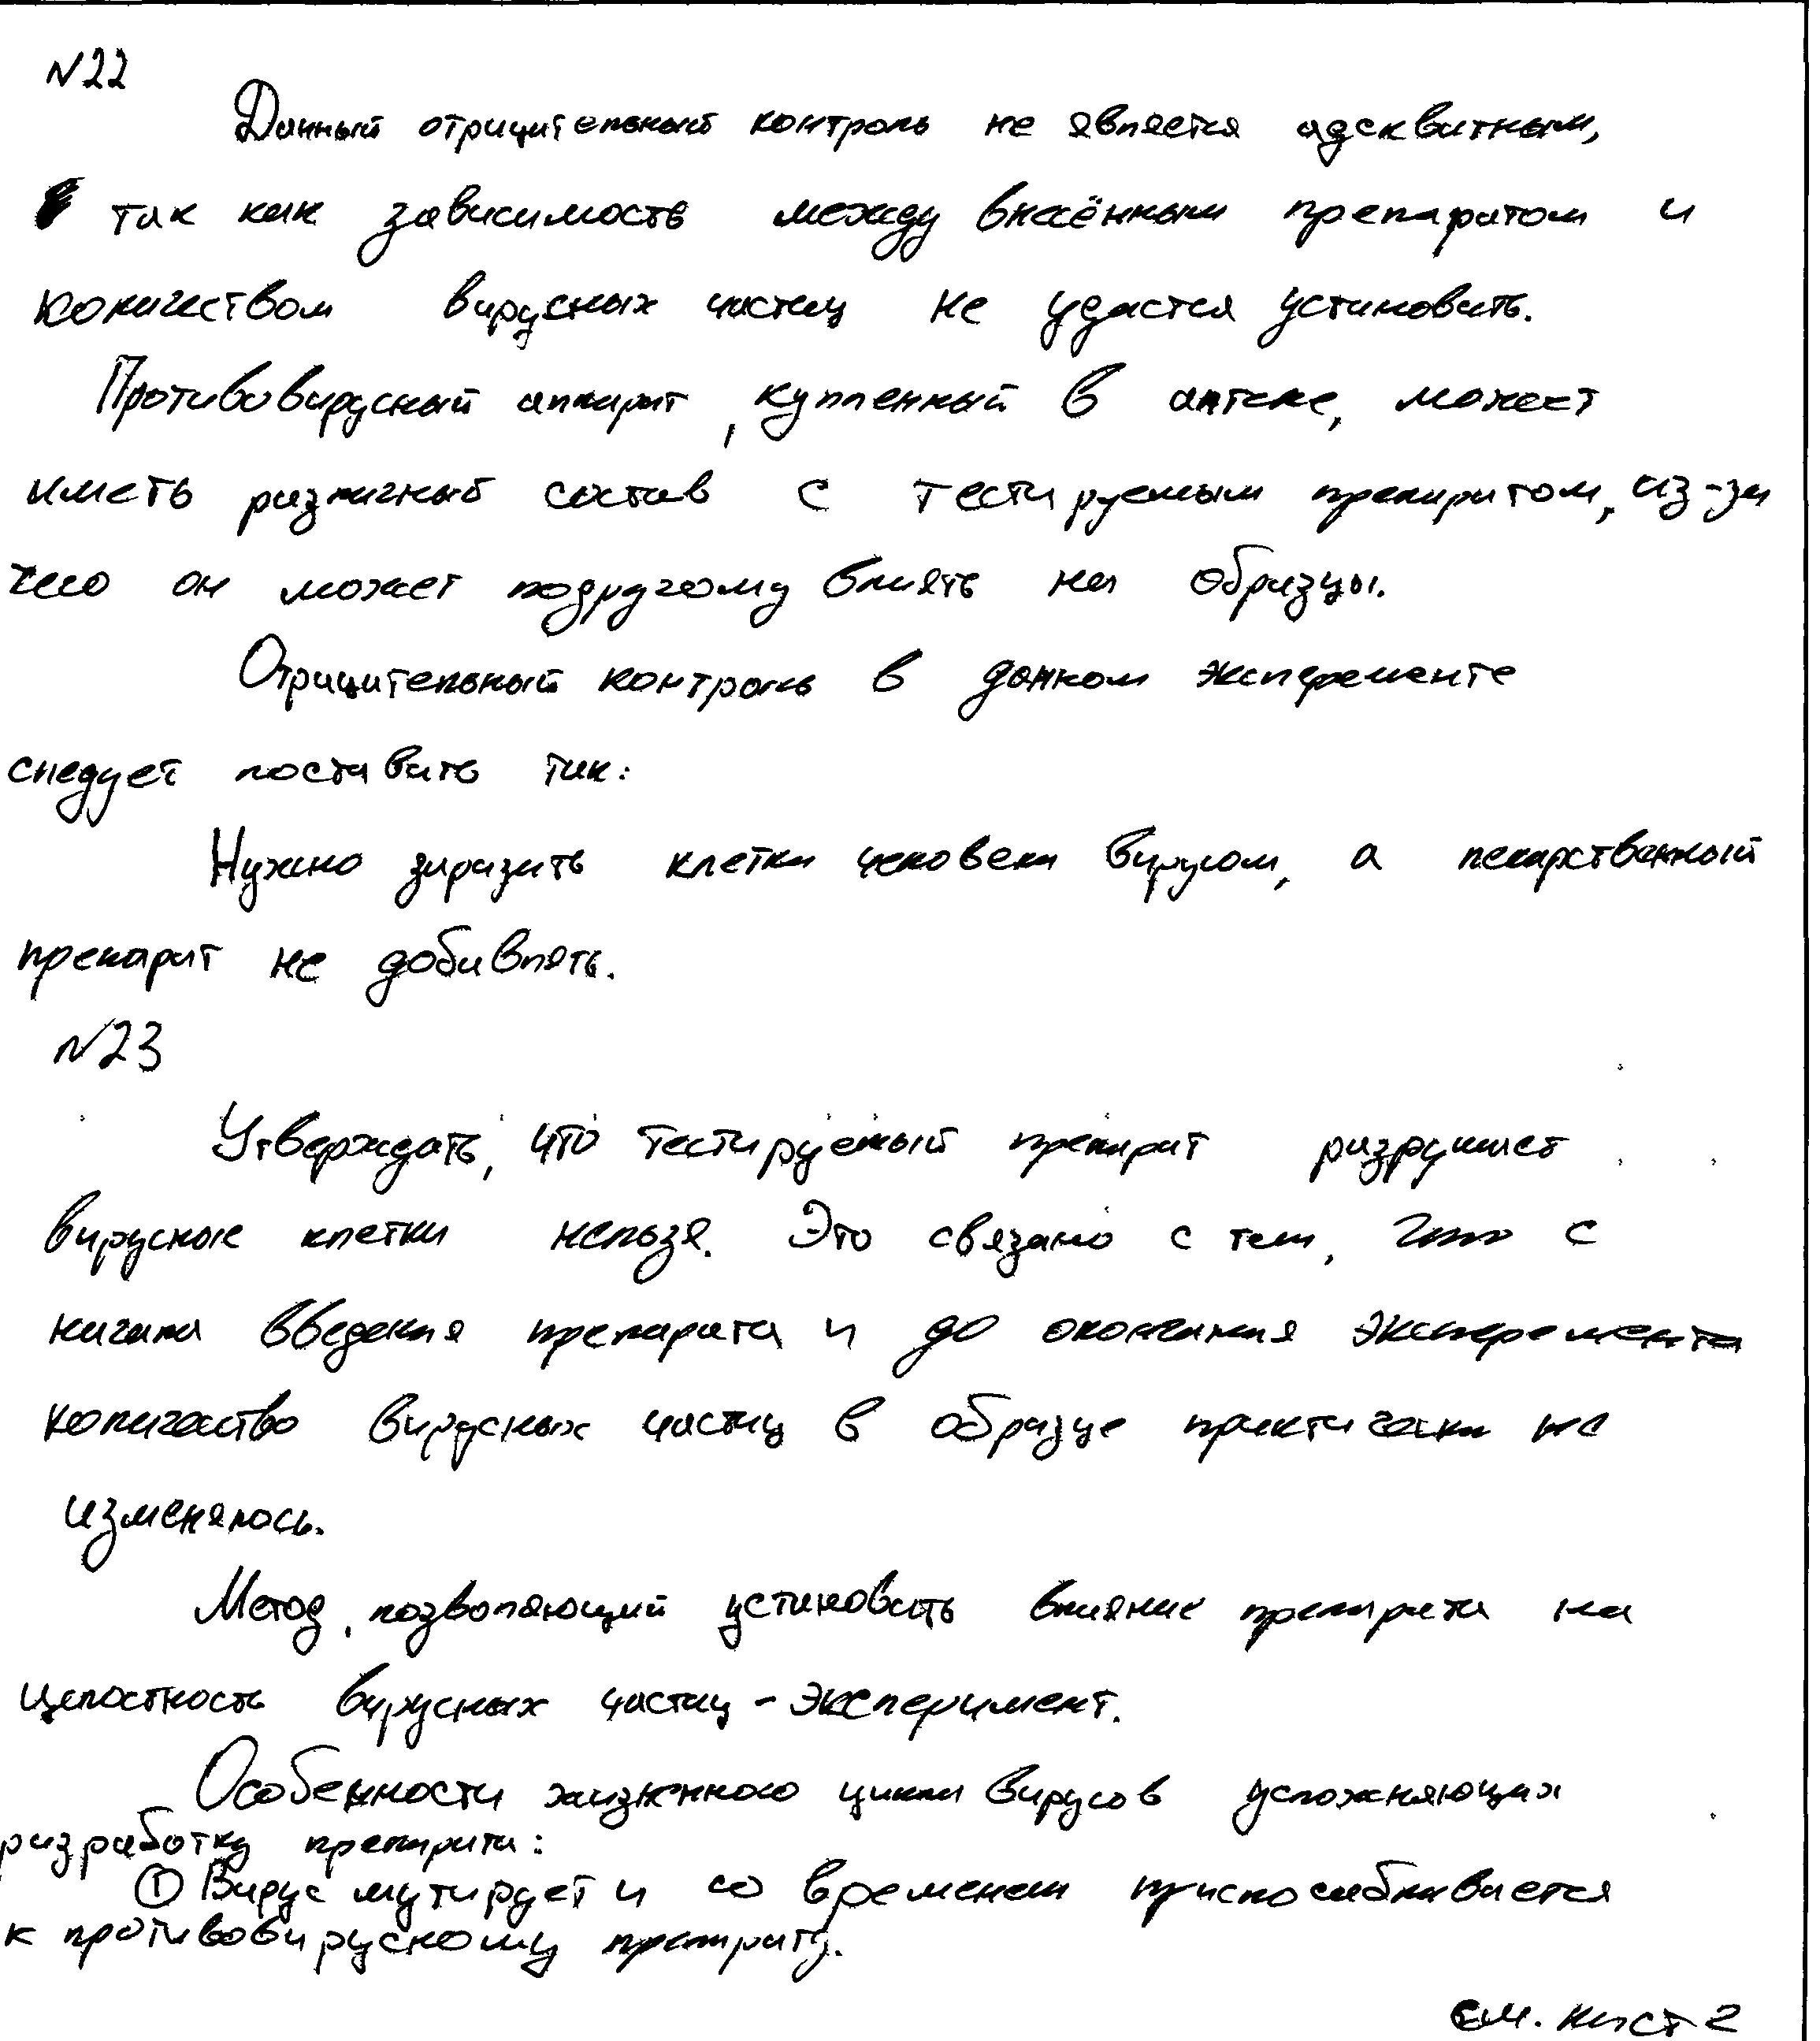 №22
Данный отрицательный контроль не является адекватным,
так как зависимость между внесённым препаратом и
количеством вирусных частиц не удастся установить.
Противовирусный аппарат, купленный в аптеке, может
иметь различный состав с тестируемым препаратом, из-за
чего он может подругому влиять на образцы.
Отрицательный контроль в данном эксперементе
следует поставить так:
Нужно заразить клетки человека вирусом, а лекарственный
препарат не добавлять.
№23
Утверждать, что тестируемый препарат разрушает
вирусные клетки нельзя. Это связано с тем, что с
начала введения препарата и до окончания эксперемента
количество вирусных частиц в образце практически не
изменялось.
Метод, позволяющий установить влияние препарата на
целостность вирусных частиц - эксперимент.
Особенности жизненного цикла вирусов усложняющих
разработку препарата:
① Вирус мутирует и со временем приспосабливается
к противовирусному препарату.
см. лист 2